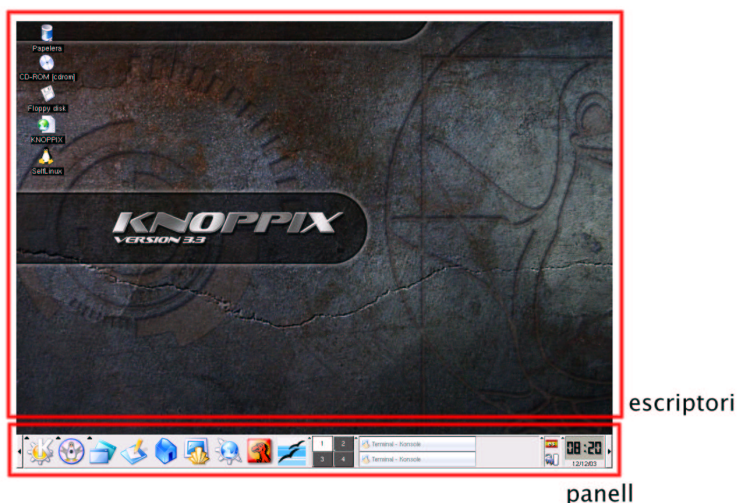 Papelera
CD-ROM [cdrom]
Floppy disk
KNOPPIX
SelfLinux
KNOPPIX
VERSION 3.3
escriptori
1 2
3 4
Terminal - Konsole
Terminal - Konsole
08:20
12/12/03
panell